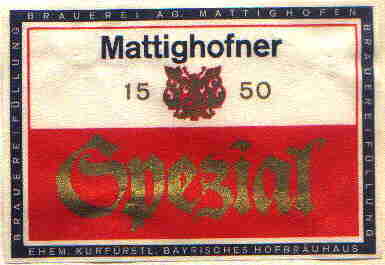 BRAUEREI AG. MATTIGHOFEN
BRAUEREIFÜLLUNG
Mattighofner
15 50
Spezial
BRAUEREIFÜLLUNG
EHEM. KURFÜRSTL. BAYRISCHES HOFBRÄUHAUS